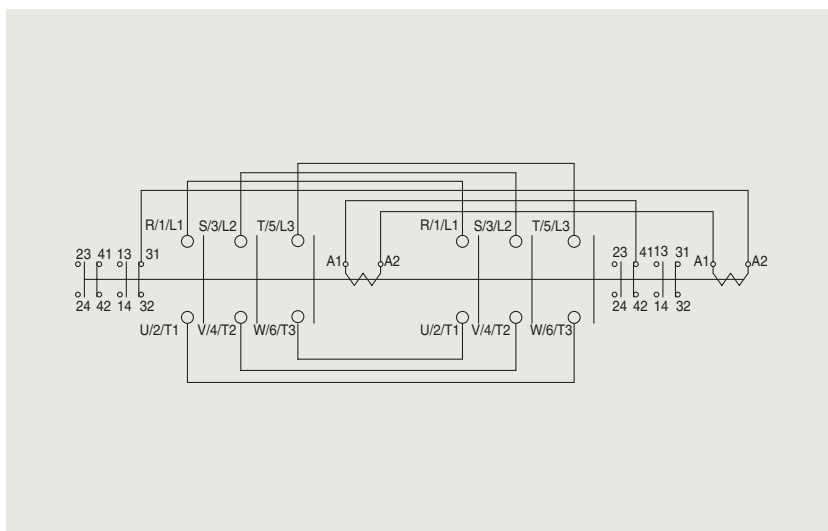 R/1/L1 S/3/L2 T/5/L3 R/1/L1 S/3/L2 T/5/L3
23 41 13 31 A1 A2 23 41 13 31 A1 A2
24 42 14 32 24 42 14 32
U/2/T1 V/4/T2 W/6/T3 U/2/T1 V/4/T2 W/6/T3